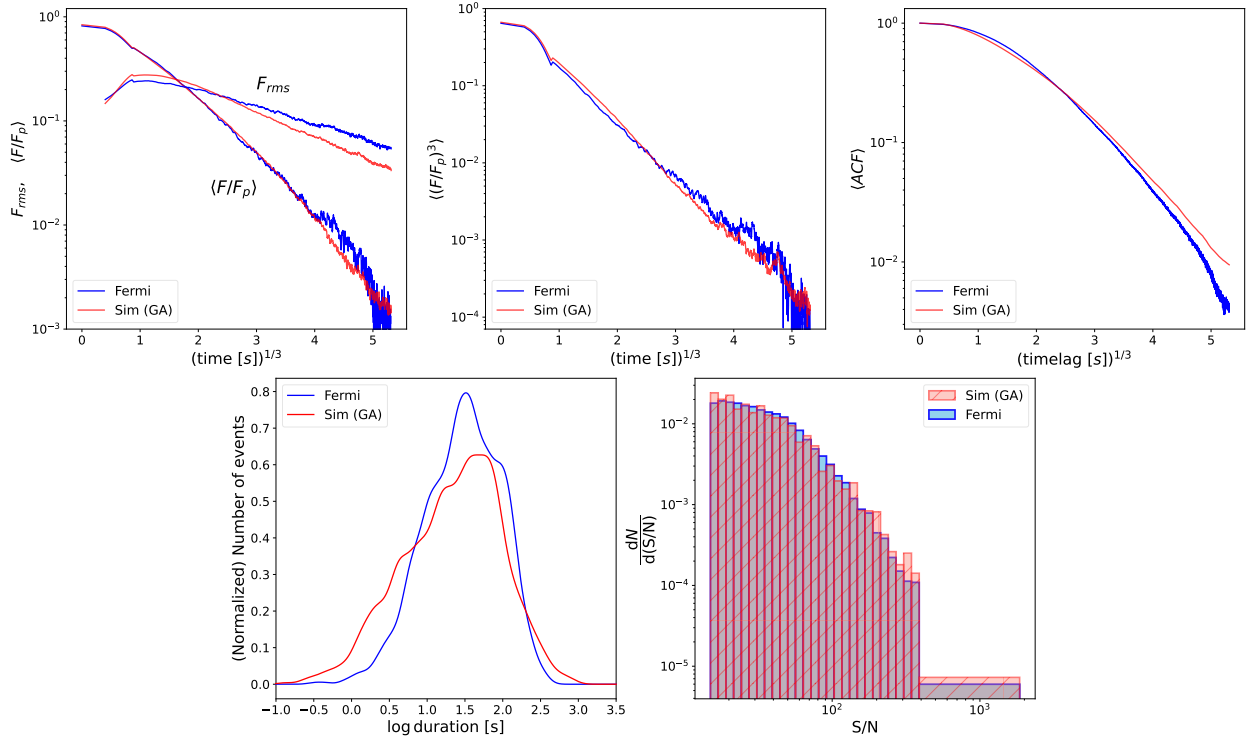 10⁰
10⁻¹
10⁻²
10⁻³
F_rms, ⟨F/F_p⟩
F_rms
⟨F/F_p⟩
Fermi
Sim (GA)
0 1 2 3 4 5
(time [s])^1/3
10⁰
10⁻¹
10⁻²
10⁻³
10⁻⁴
⟨(F/F_p)³⟩
Fermi
Sim (GA)
0 1 2 3 4 5
(time [s])^1/3
10⁰
10⁻¹
10⁻²
⟨ACF⟩
Fermi
Sim (GA)
0 1 2 3 4 5
(timelag [s])^1/3
0.8
0.7
0.6
0.5
0.4
0.3
0.2
0.1
0.0
(Normalized) Number of events
Fermi
Sim (GA)
−1.0 −0.5 0.0 0.5 1.0 1.5 2.0 2.5 3.0 3.5
log duration [s]
10⁻²
10⁻³
10⁻⁴
10⁻⁵
dN
d(S/N)
Sim (GA)
Fermi
10² 10³
S/N